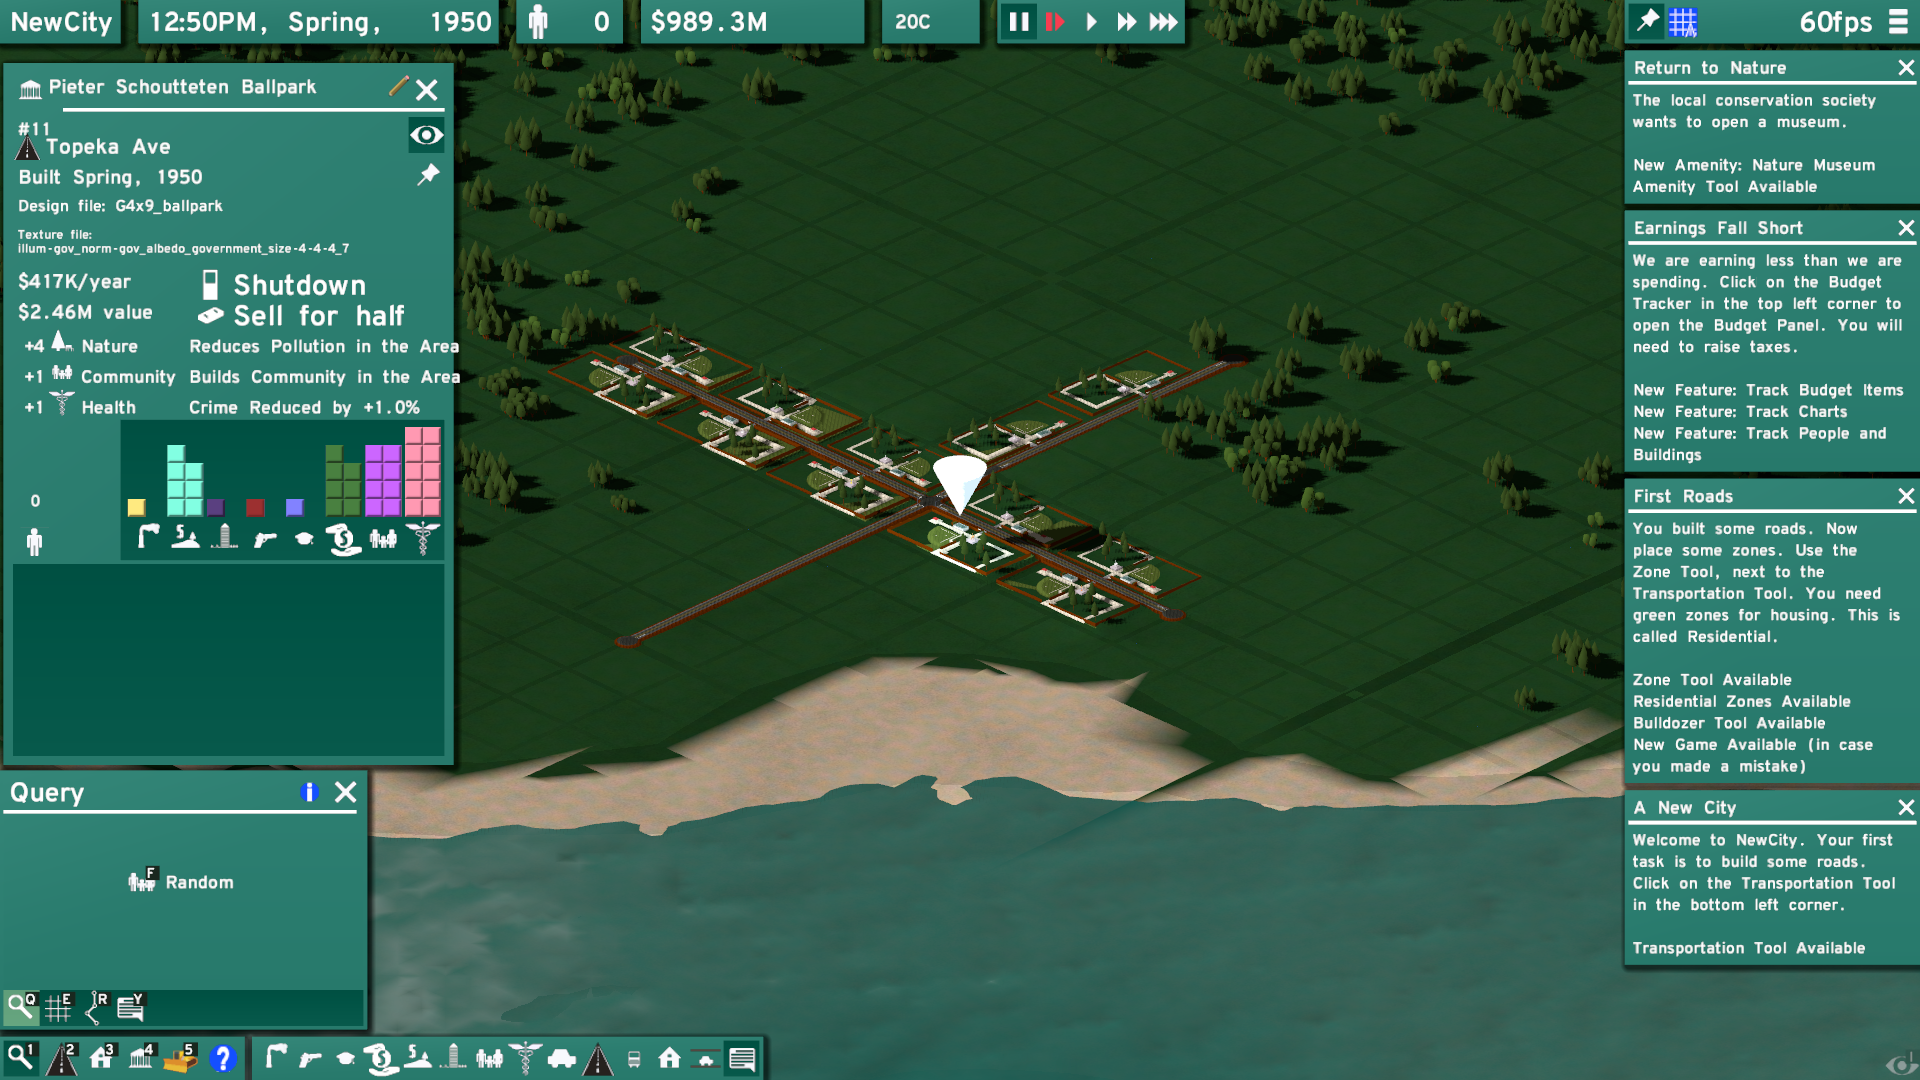 NewCity
12:50PM, Spring, 1950
0
$989.3M
20C
60fps
Pieter Schoutteten Ballpark
#11
Topeka Ave
Built Spring, 1950
Design file: G4x9_ballpark
Texture file:
illum-gov_norm-gov_albedo_government_size-4-4-4_7
$417K/year
Shutdown
$2.46M value
Sell for half
+4 Nature Reduces Pollution in the Area
+1 Community Builds Community in the Area
+1 Health Crime Reduced by +1.0%
0
Query
F
Random
Q E R Y
1 2 3 4 5 ?
Return to Nature
The local conservation society
wants to open a museum.
New Amenity: Nature Museum
Amenity Tool Available
Earnings Fall Short
We are earning less than we are
spending. Click on the Budget
Tracker in the top left corner to
open the Budget Panel. You will
need to raise taxes.
New Feature: Track Budget Items
New Feature: Track Charts
New Feature: Track People and
Buildings
First Roads
You built some roads. Now
place some zones. Use the
Zone Tool, next to the
Transportation Tool. You need
green zones for housing. This is
called Residential.
Zone Tool Available
Residential Zones Available
Bulldozer Tool Available
New Game Available (in case
you made a mistake)
A New City
Welcome to NewCity. Your first
task is to build some roads.
Click on the Transportation Tool
in the bottom left corner.
Transportation Tool Available